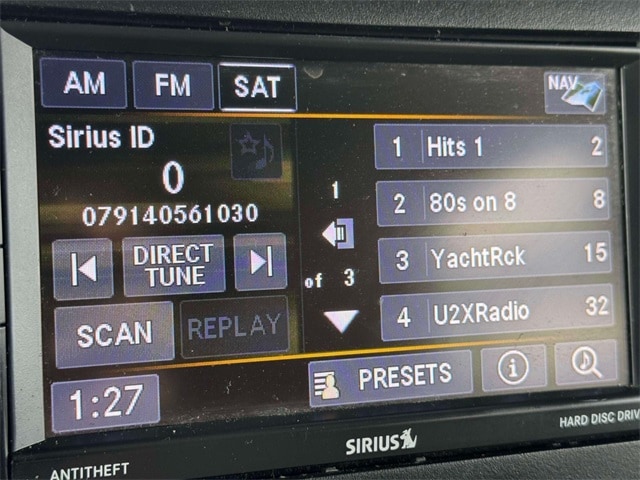 AM FM SAT NAV
Sirius ID
0
079140561030
DIRECT
TUNE
SCAN REPLAY
1:27
1
of 3
1 Hits 1 2
2 80s on 8 8
3 YachtRck 15
4 U2XRadio 32
PRESETS
SIRIUS
HARD DISC DRIV
ANTITHEFT